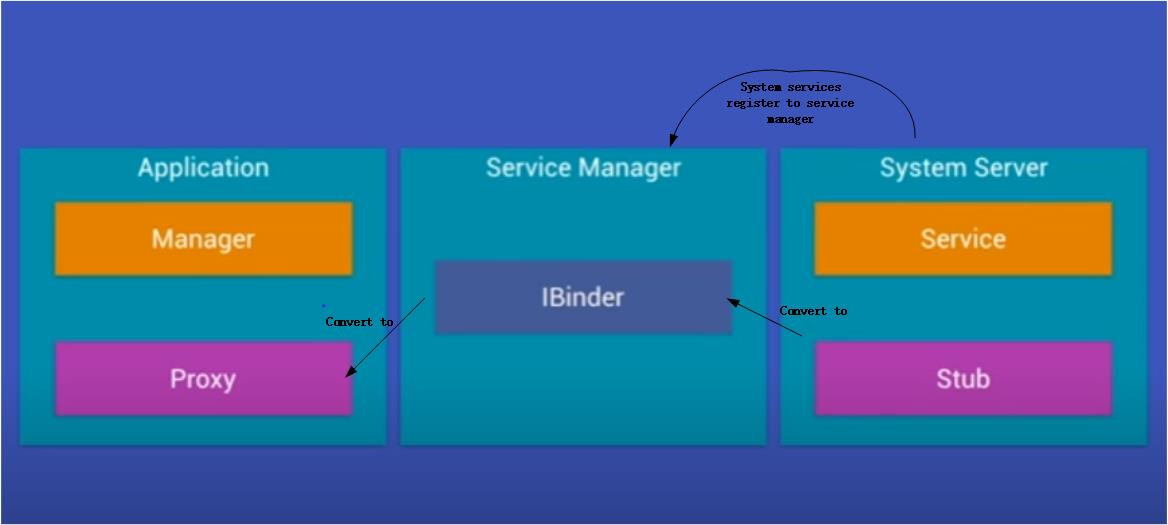 System services
register to service
manager
Application
Service Manager
System Server
Manager
Service
IBinder
Convert to
Convert to
Proxy
Stub